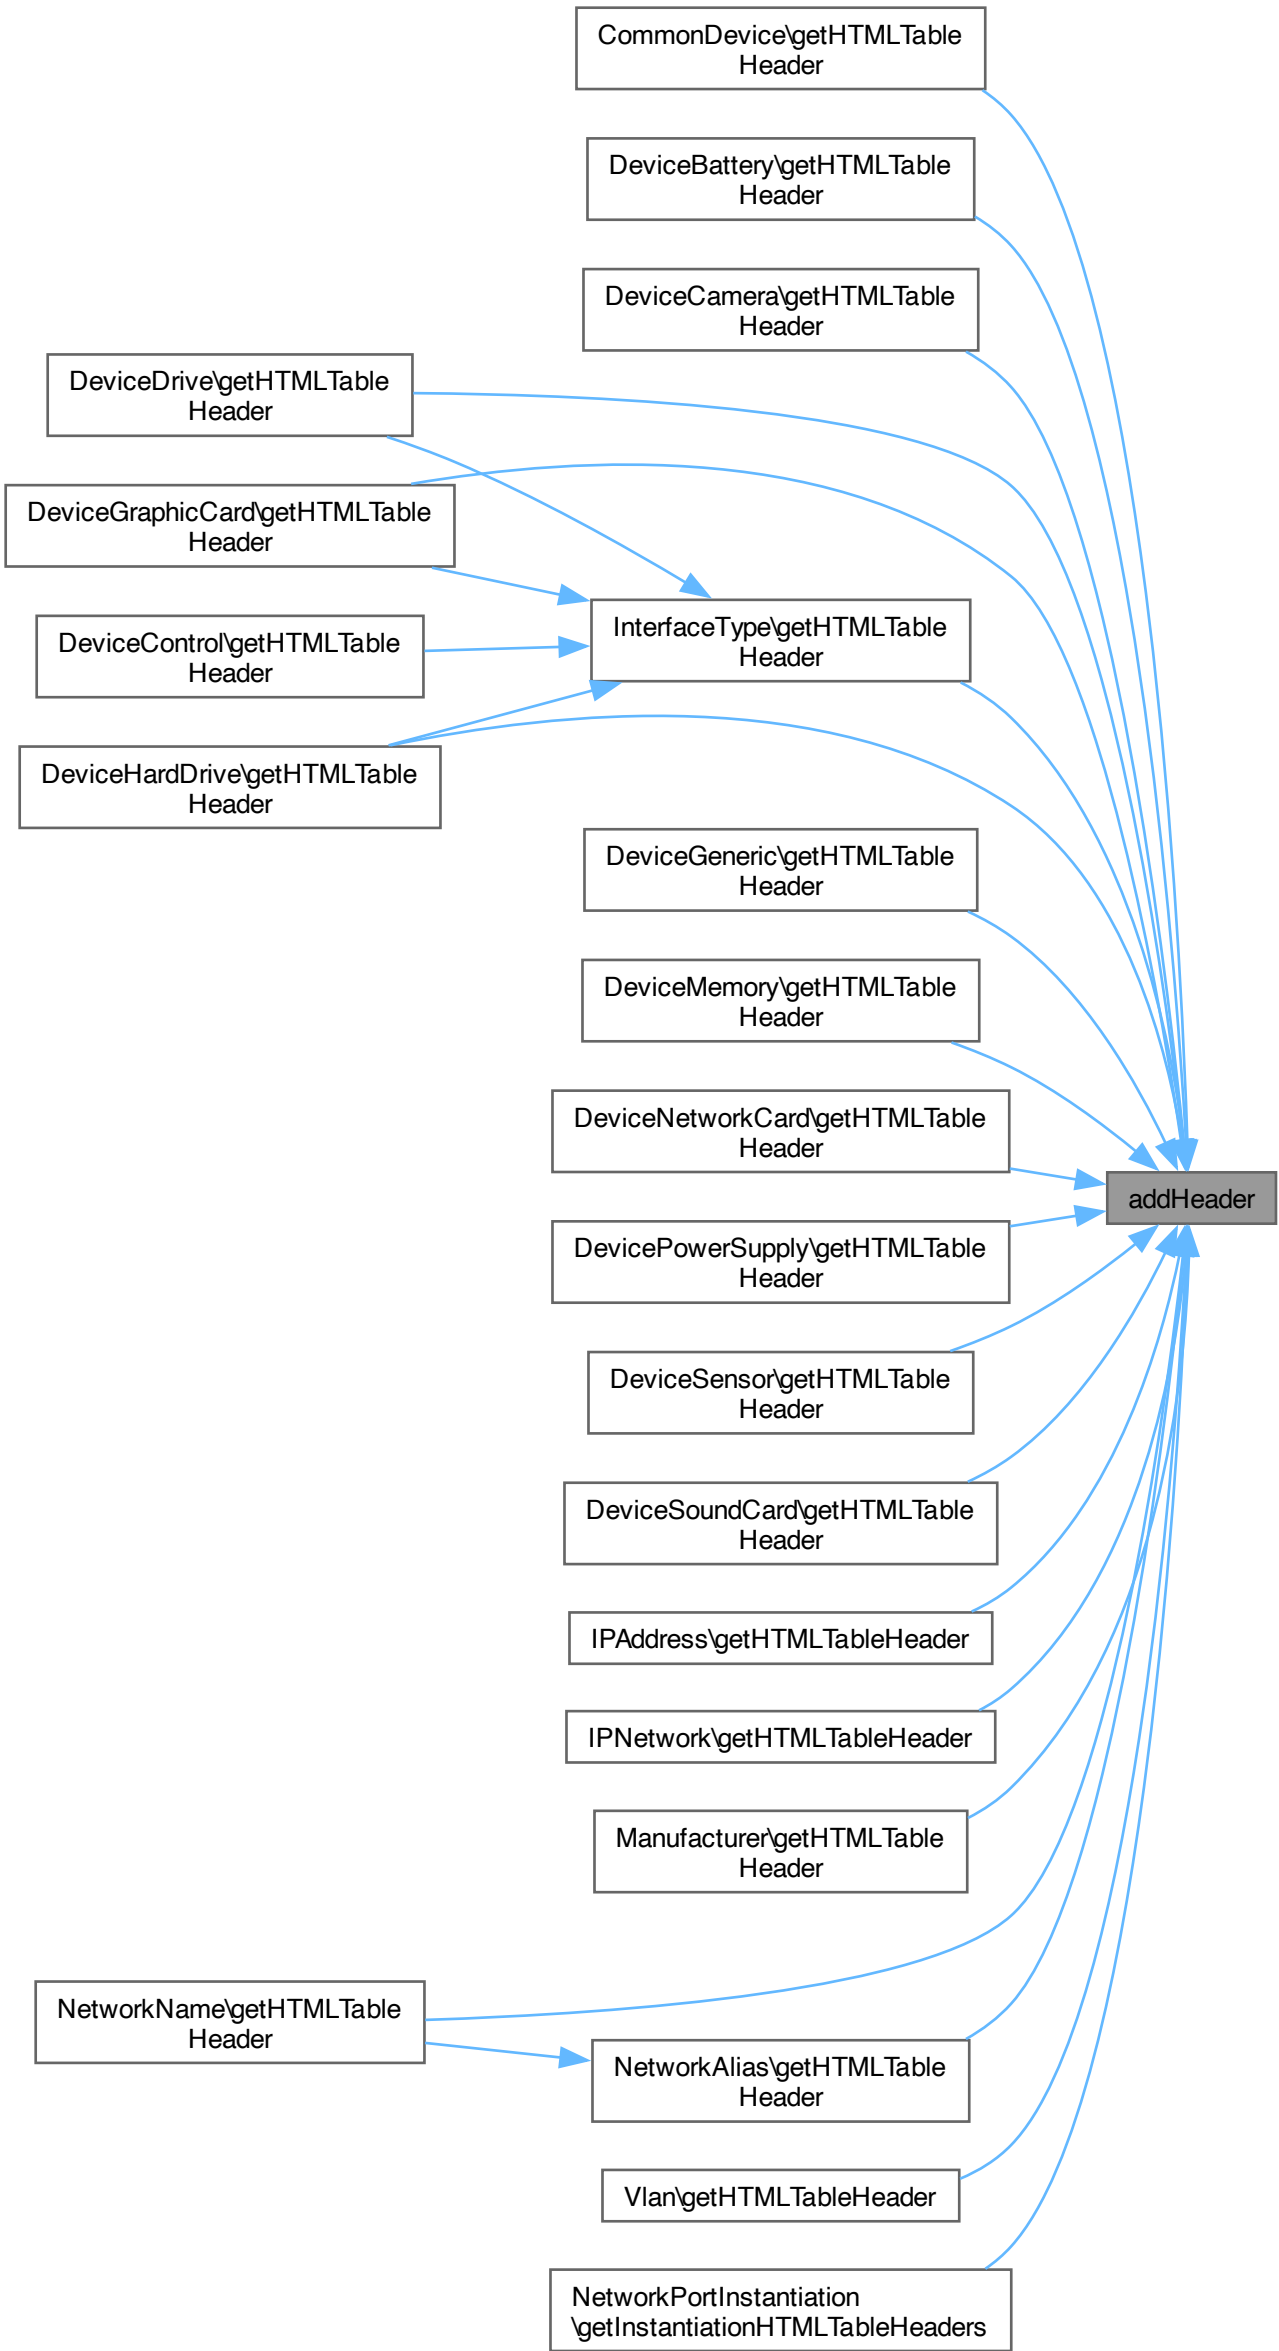 CommonDevice\getHTMLTable
Header
DeviceBattery\getHTMLTable
Header
DeviceCamera\getHTMLTable
Header
DeviceDrive\getHTMLTable
Header
DeviceGraphicCard\getHTMLTable
Header
InterfaceType\getHTMLTable
Header
DeviceControl\getHTMLTable
Header
DeviceHardDrive\getHTMLTable
Header
DeviceGeneric\getHTMLTable
Header
DeviceMemory\getHTMLTable
Header
DeviceNetworkCard\getHTMLTable
Header
addHeader
DevicePowerSupply\getHTMLTable
Header
DeviceSensor\getHTMLTable
Header
DeviceSoundCard\getHTMLTable
Header
IPAddress\getHTMLTableHeader
IPNetwork\getHTMLTableHeader
Manufacturer\getHTMLTable
Header
NetworkName\getHTMLTable
Header
NetworkAlias\getHTMLTable
Header
Vlan\getHTMLTableHeader
NetworkPortInstantiation
\getInstantiationHTMLTableHeaders